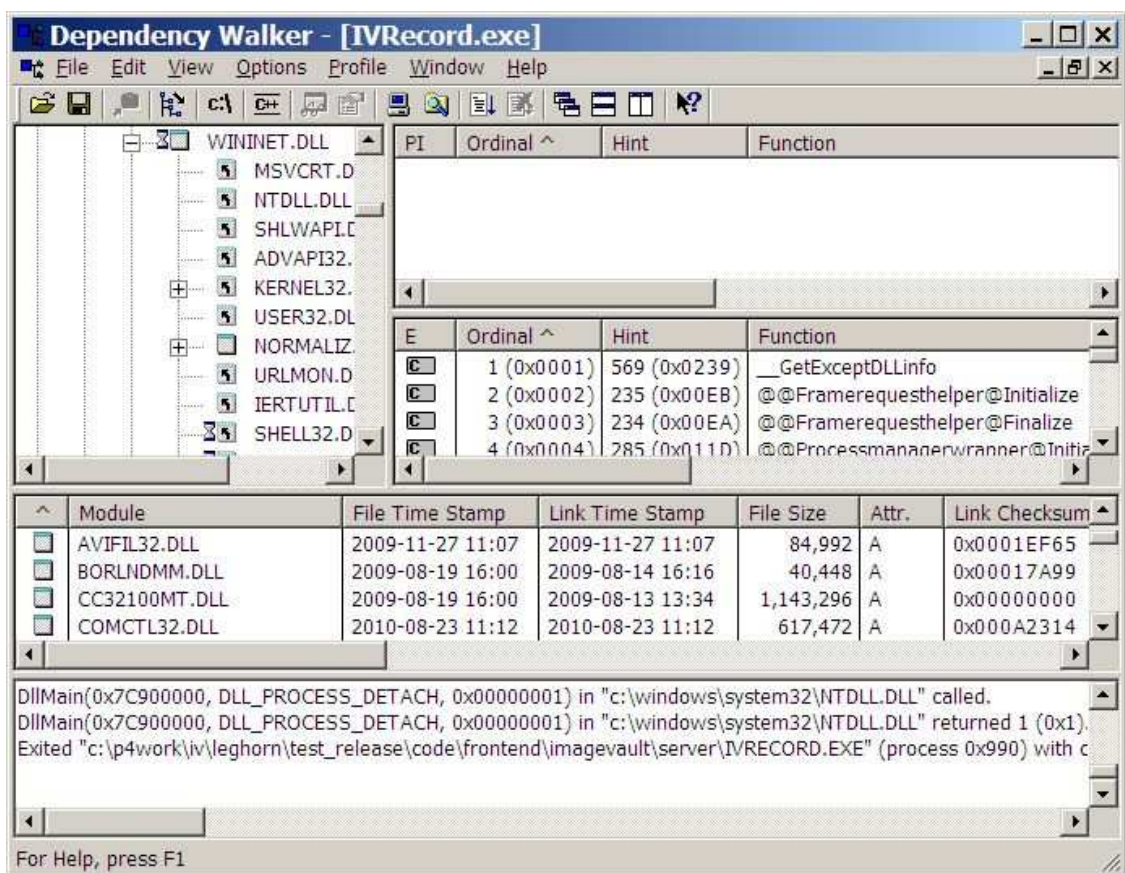 Dependency Walker - [IVRecord.exe]
File Edit View Options Profile Window Help
C:\ C++
WININET.DLL
MSVCRT.D
NTDLL.DLL
SHLWAPI.D
ADVAPI32.
KERNEL32.
USER32.DL
NORMALIZ.
URLMON.D
IERTUTIL.D
SHELL32.D
PI Ordinal ^ Hint Function
E Ordinal ^ Hint Function
C 1 (0x0001) 569 (0x0239) __GetExceptDLLinfo
C 2 (0x0002) 235 (0x00EB) @@Framerequesthelper@Initialize
C 3 (0x0003) 234 (0x00EA) @@Framerequesthelper@Finalize
C 4 (0x0004) 285 (0x011D) @@Processmanagerwrapper@Initia
^ Module File Time Stamp Link Time Stamp File Size Attr. Link Checksum
AVIFIL32.DLL 2009-11-27 11:07 2009-11-27 11:07 84,992 A 0x0001EF65
BORLNDMM.DLL 2009-08-19 16:00 2009-08-14 16:16 40,448 A 0x00017A99
CC32100MT.DLL 2009-08-19 16:00 2009-08-13 13:34 1,143,296 A 0x00000000
COMCTL32.DLL 2010-08-23 11:12 2010-08-23 11:12 617,472 A 0x000A2314
DllMain(0x7C900000, DLL_PROCESS_DETACH, 0x00000001) in "c:\windows\system32\NTDLL.DLL" called.
DllMain(0x7C900000, DLL_PROCESS_DETACH, 0x00000001) in "c:\windows\system32\NTDLL.DLL" returned 1 (0x1).
Exited "c:\p4work\iv\leghorn\test_release\code\frontend\imagevault\server\IVRECORD.EXE" (process 0x990) with c
For Help, press F1